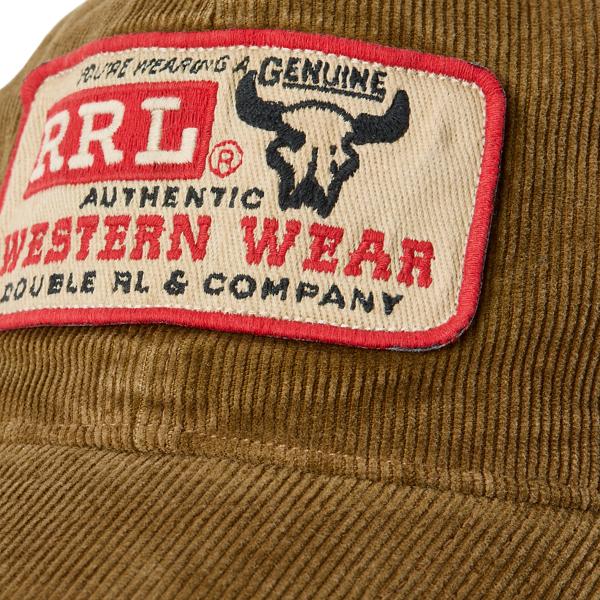 YOU'RE WEARING A GENUINE
RRL®
AUTHENTIC
WESTERN WEAR
DOUBLE RL & COMPANY